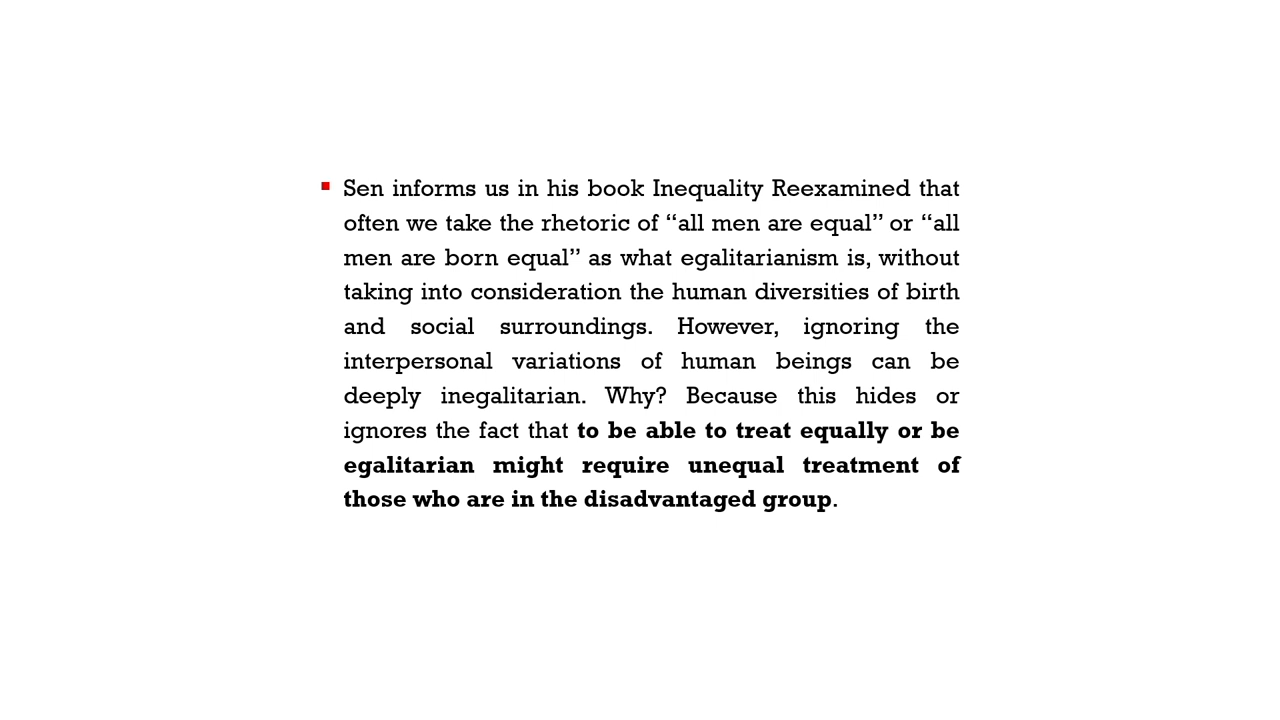 ▪ Sen informs us in his book Inequality Reexamined that
often we take the rhetoric of “all men are equal” or “all
men are born equal” as what egalitarianism is, without
taking into consideration the human diversities of birth
and social surroundings. However, ignoring the
interpersonal variations of human beings can be
deeply inegalitarian. Why? Because this hides or
ignores the fact that to be able to treat equally or be
egalitarian might require unequal treatment of
those who are in the disadvantaged group.